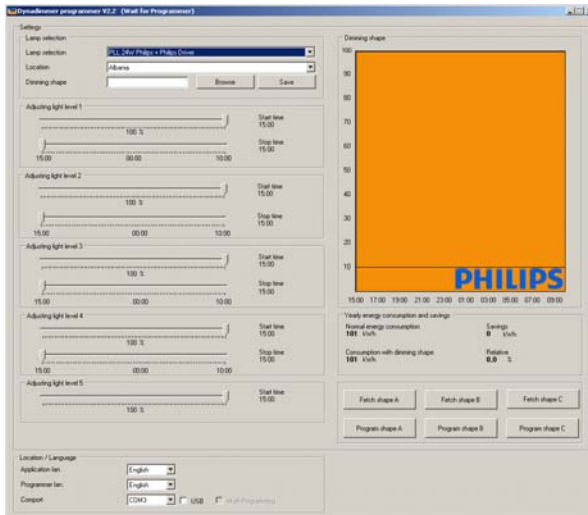 Dynadimmer programmer V2.2 (Wait for Programmer)
Settings
Lamp selection
Lamp selection PLL 24W Philips + Philips Driver
Location Albania
Dimming shape Browse Save
Adjusting light level 1
Start time
15:00
100 %
Stop time
15:00
15:00 00:00 10:00
Adjusting light level 2
Start time
15:00
100 %
Stop time
15:00
15:00 00:00 10:00
Adjusting light level 3
Start time
15:00
100 %
Stop time
15:00
15:00 00:00 10:00
Adjusting light level 4
Start time
15:00
100 %
Stop time
15:00
15:00 00:00 10:00
Adjusting light level 5
Start time
15:00
100 %
Location / Language
Application lan. English
Programmer lan. English
Comport COM3 USB
Dimming shape
100
90
80
70
60
50
40
30
20
10
PHILIPS
15:00 17:00 19:00 21:00 23:00 01:00 03:00 05:00 07:00 09:00
Yearly energy consumption and savings
Normal energy consumption Savings
101 kWh 0 kWh
Consumption with dimming shape Relative
101 kWh 0,0 %
Fetch shape A Fetch shape B Fetch shape C
Program shape A Program shape B Program shape C